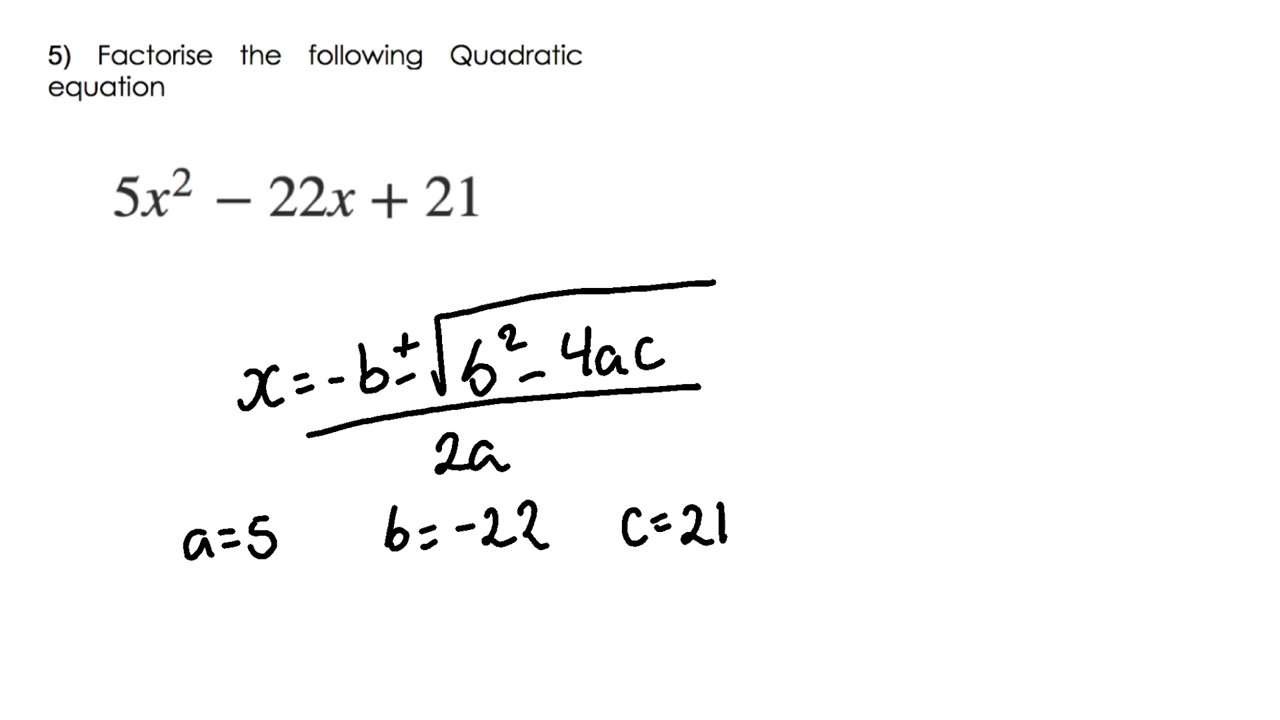 5) Factorise the following Quadratic
equation
5x² − 22x + 21
x = -b ± √b² - 4ac
2a
a=5 b=-22 c=21